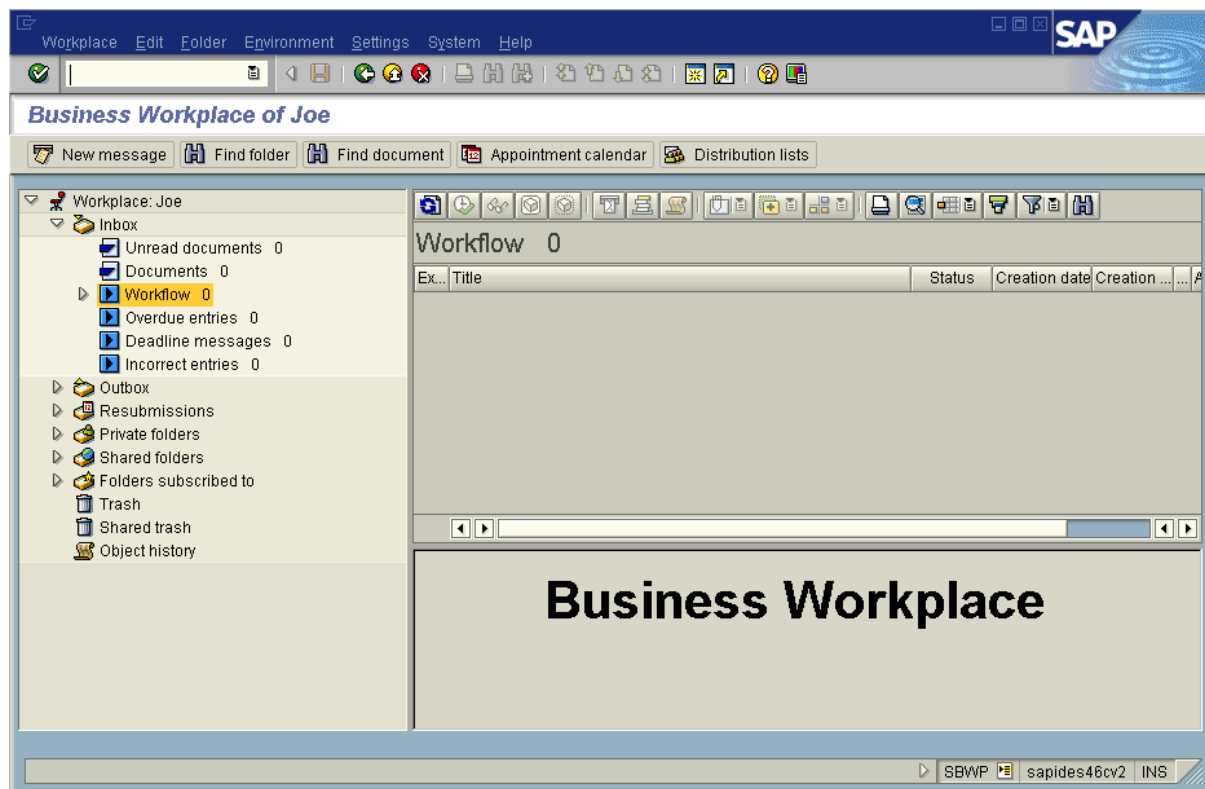 Workplace Edit Folder Environment Settings System Help
SAP
Business Workplace of Joe
New message Find folder Find document Appointment calendar Distribution lists
Workplace: Joe
Inbox
Unread documents 0
Documents 0
Workflow 0
Overdue entries 0
Deadline messages 0
Incorrect entries 0
Outbox
Resubmissions
Private folders
Shared folders
Folders subscribed to
Trash
Shared trash
Object history
Workflow 0
Ex... Title Status Creation date Creation ... ... A
Business Workplace
SBWP sapides46cv2 INS